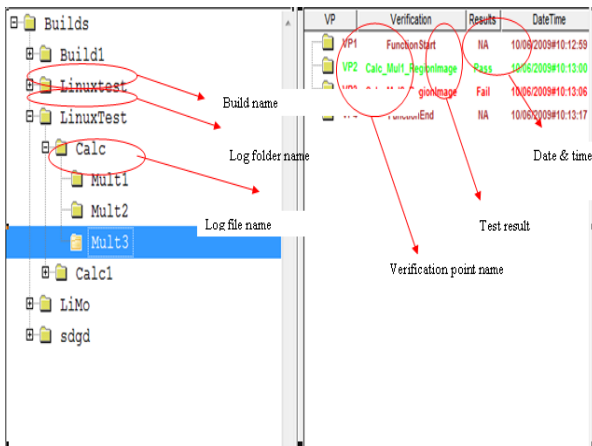 Builds
Build1
Linuxtest
LinuxTest
Calc
Mult1
Mult2
Mult3
Calc1
LiMo
sdgd
Build name
Log folder name
Log file name
VP Verification Results DateTime
VP1 FunctionStart NA 10/06/2009#10:12:59
VP2 Calc_Mul1_RegionImage Pass 10/06/2009#10:13:00
Fail 10/06/2009#10:13:06
NA 10/06/2009#10:13:17
Date & time
Test result
Verification point name